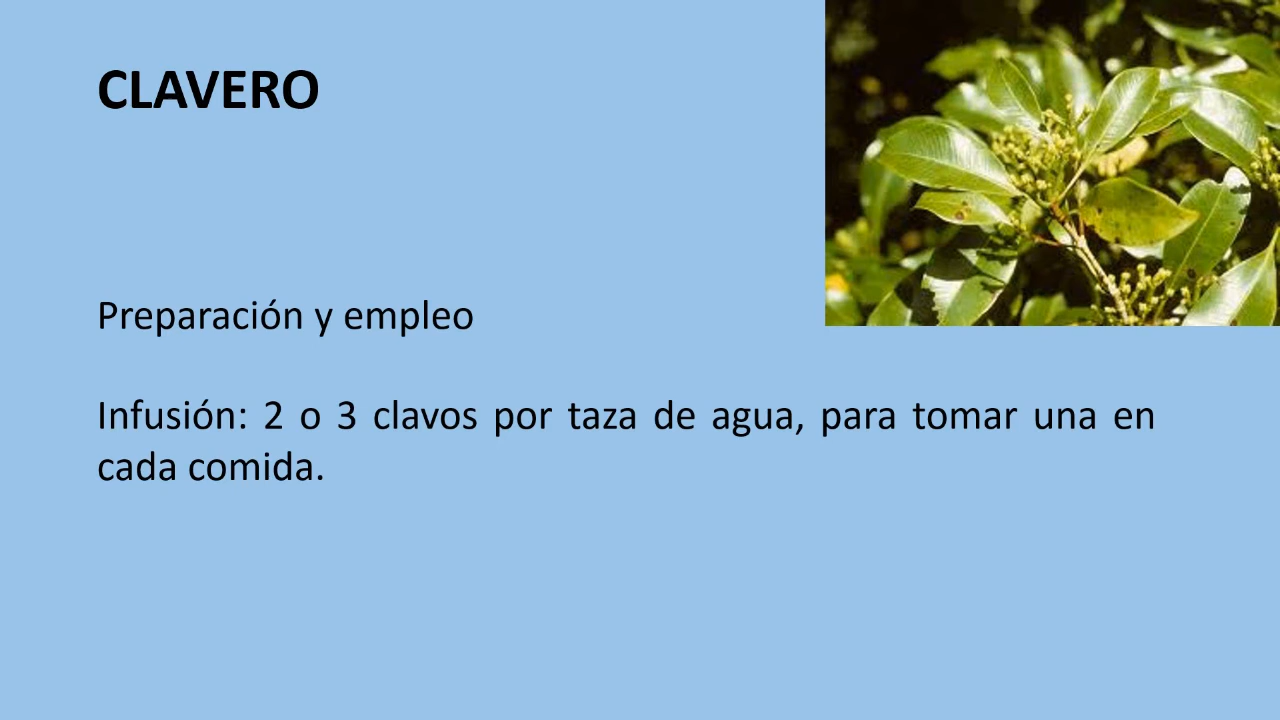 CLAVERO
Preparación y empleo
Infusión: 2 o 3 clavos por taza de agua, para tomar una en
cada comida.